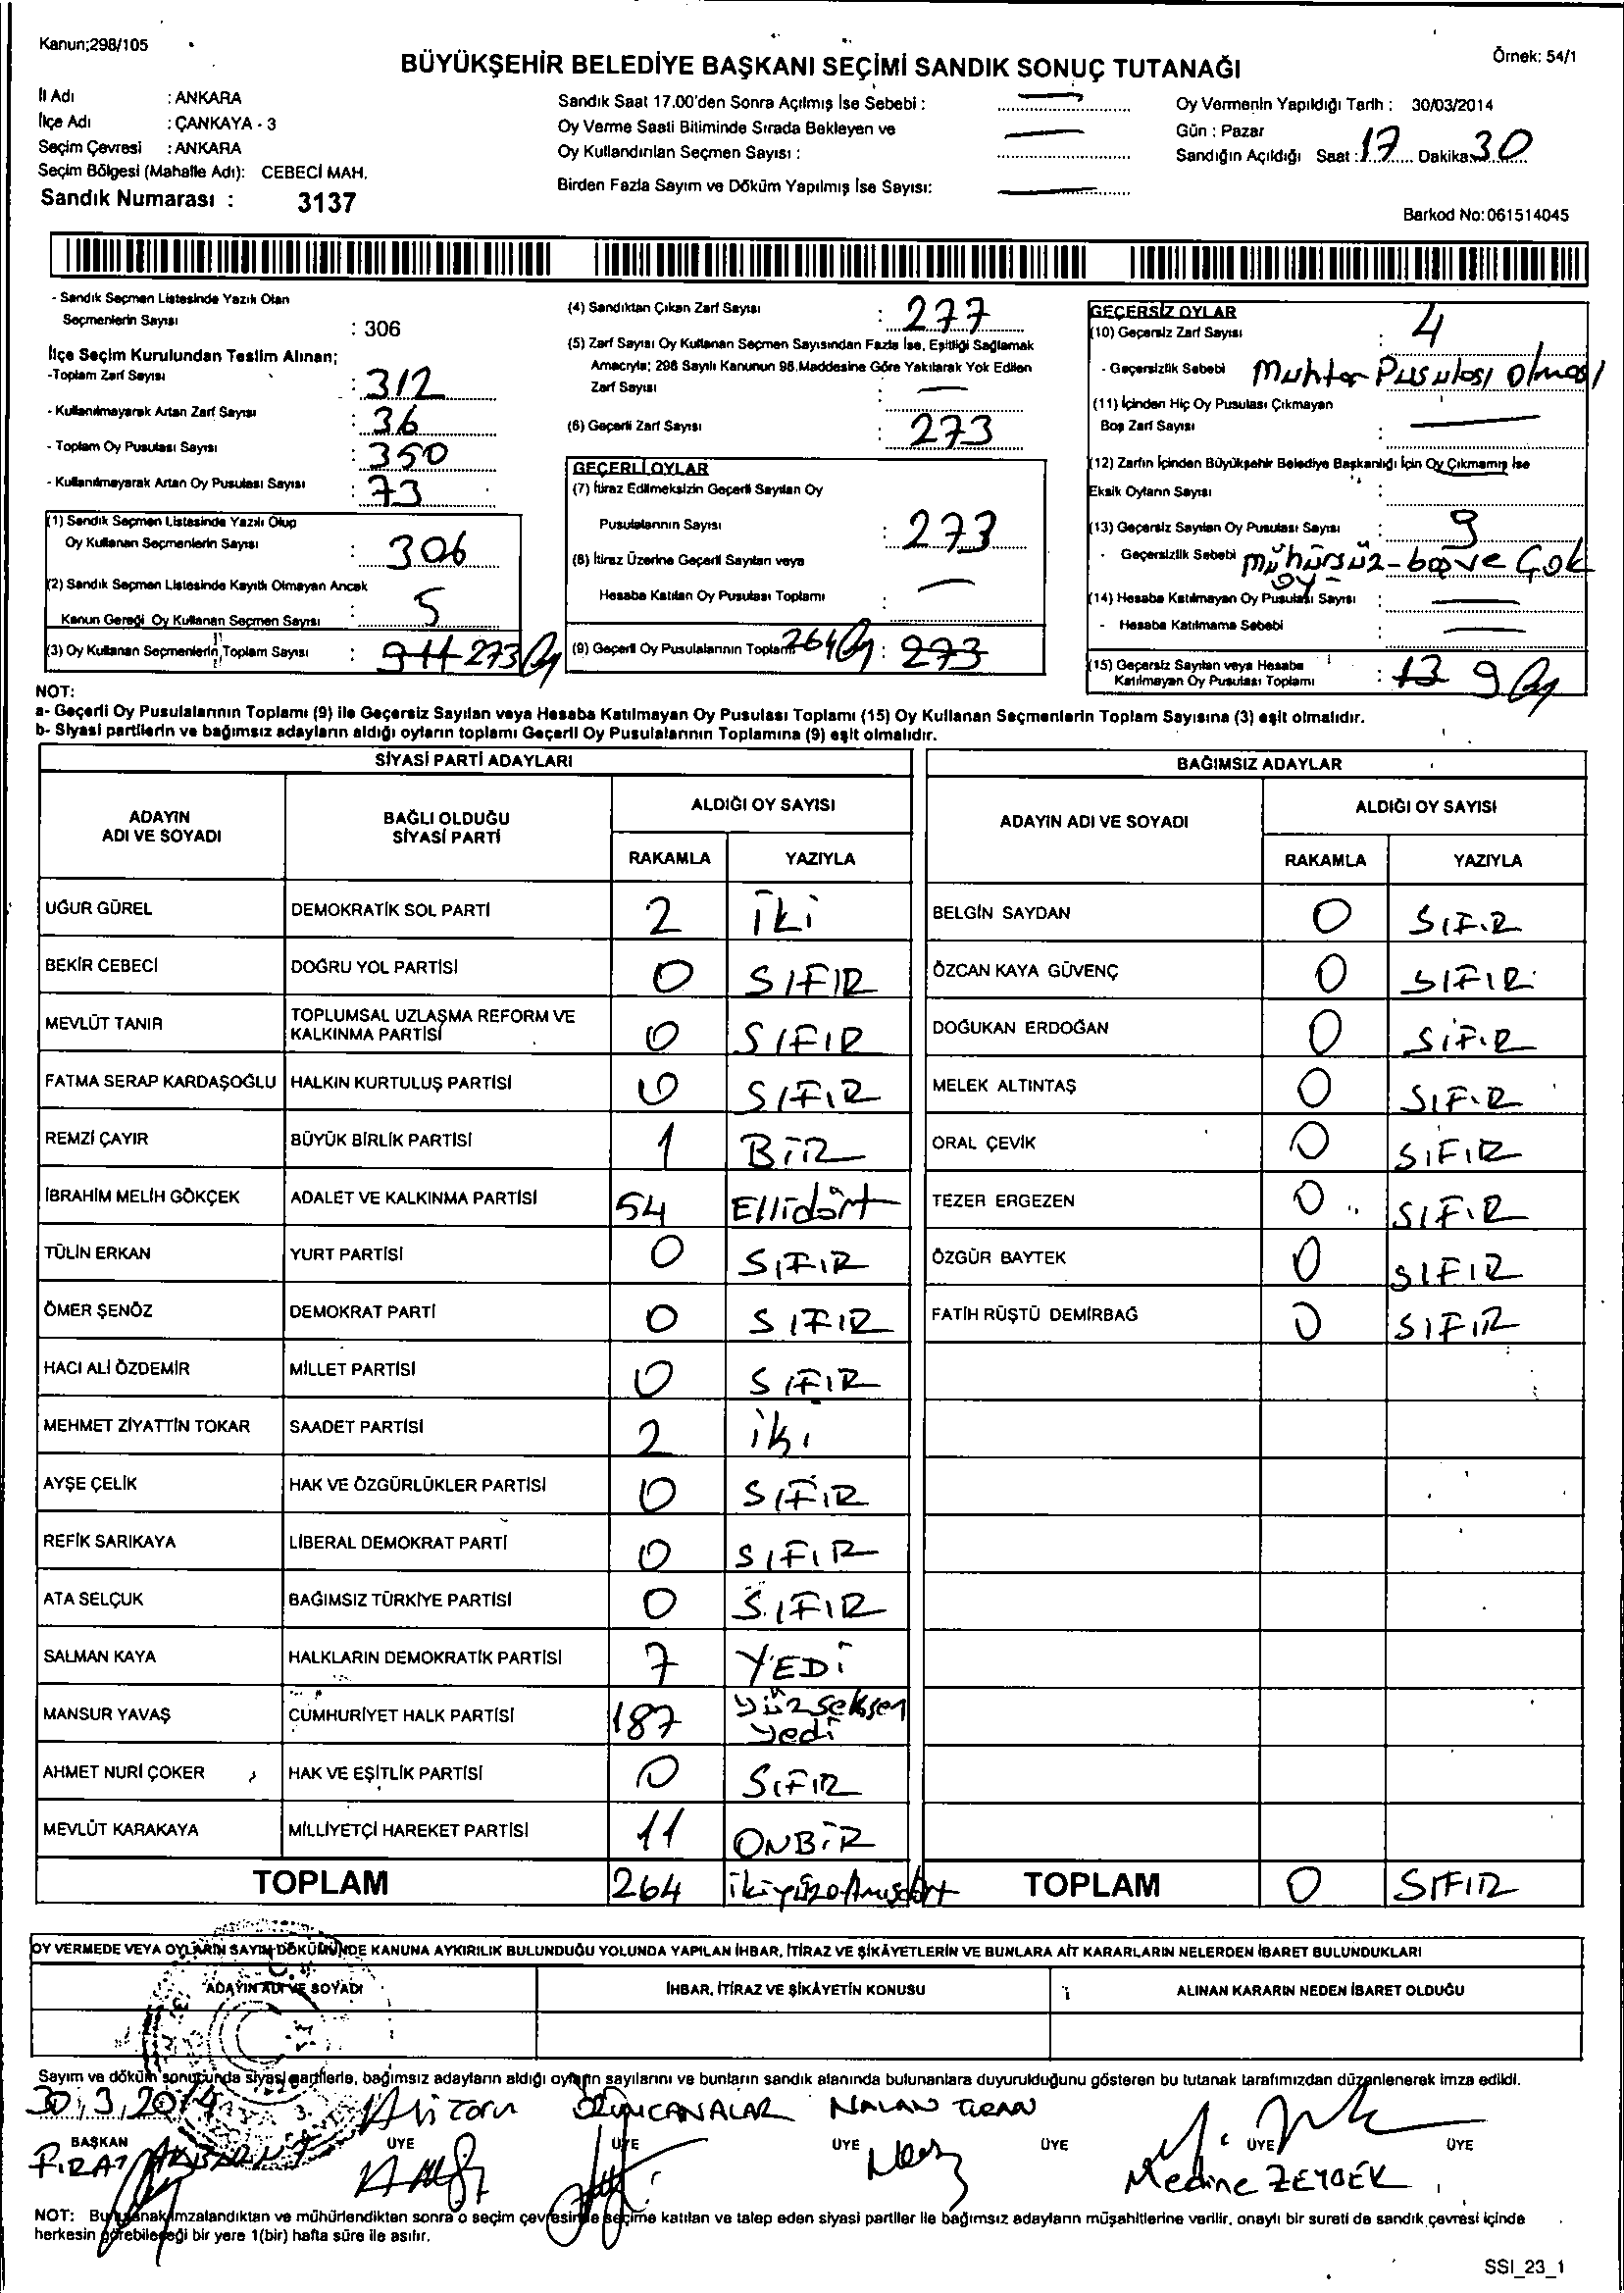 Kanun;298/105
Örnek: 54/1
BÜYÜKŞEHİR BELEDİYE BAŞKANI SEÇİMİ SANDIK SONUÇ TUTANAĞI
İl Adı : ANKARA
İlçe Adı : ÇANKAYA - 3
Seçim Çevresi : ANKARA
Seçim Bölgesi (Mahalle Adı): CEBECİ MAH.
Sandık Numarası : 3137
Sandık Saat 17.00'den Sonra Açılmış İse Sebebi :
Oy Verme Saati Bitiminde Sırada Bekleyen ve
Oy Kullandırılan Seçmen Sayısı :
Birden Fazla Sayım ve Döküm Yapılmış İse Sayısı:
Oy Vermenin Yapıldığı Tarih : 30/03/2014
Gün : Pazar
Sandığın Açıldığı Saat : 17 Dakika: 30
Barkod No: 061514045
- Sandık Seçmen Listesinde Yazılı Olan
Seçmenlerin Sayısı : 306
İlçe Seçim Kurulundan Teslim Alınan;
-Toplam Zarf Sayısı : 312
- Kullanılmayarak Artan Zarf Sayısı : 36
- Toplam Oy Pusulası Sayısı : 350
- Kullanılmayarak Artan Oy Pusulası Sayısı : 73
(1) Sandık Seçmen Listesinde Yazılı Olup
Oy Kullanan Seçmenlerin Sayısı : 306
(2) Sandık Seçmen Listesinde Kayıtlı Olmayan Ancak
Kanun Gereği Oy Kullanan Seçmen Sayısı : 5
(3) Oy Kullanan Seçmenlerin Toplam Sayısı : 273
(4) Sandıktan Çıkan Zarf Sayısı : 277
(5) Zarf Sayısı Oy Kullanan Seçmen Sayısından Fazla İse, Eşitliği Sağlamak
Amacıyla; 298 Sayılı Kanunun 98.Maddesine Göre Yakılarak Yok Edilen
Zarf Sayısı :
(6) Geçerli Zarf Sayısı : 273
GEÇERLİ OYLAR
(7) İtiraz Edilmeksizin Geçerli Sayılan Oy
Pusulalarının Sayısı : 273
(8) İtiraz Üzerine Geçerli Sayılan veya
Hesaba Katılan Oy Pusulası Toplamı :
(9) Geçerli Oy Pusulalarının Toplamı 264 : 273
GEÇERSİZ OYLAR
(10) Geçersiz Zarf Sayısı : 4
- Geçersizlik Sebebi Muhtar Pusulası olması
(11) İçinden Hiç Oy Pusulası Çıkmayan
Boş Zarf Sayısı :
(12) Zarfın İçinden Büyükşehir Belediye Başkanlığı İçin Oy Çıkmamış İse
Eksik Oyların Sayısı :
(13) Geçersiz Sayılan Oy Pusulası Sayısı : 9
- Geçersizlik Sebebi mühürsüz-boş ve Çok
oy
(14) Hesaba Katılmayan Oy Pusulası Sayısı :
- Hesaba Katılmama Sebebi :
(15) Geçersiz Sayılan veya Hesaba
Katılmayan Oy Pusulası Toplamı : 13 9
NOT:
a- Geçerli Oy Pusulalarının Toplamı (9) ile Geçersiz Sayılan veya Hesaba Katılmayan Oy Pusulası Toplamı (15) Oy Kullanan Seçmenlerin Toplam Sayısına (3) eşit olmalıdır.
b- Siyasi partilerin ve bağımsız adayların aldığı oyların toplamı Geçerli Oy Pusulalarının Toplamına (9) eşit olmalıdır.
SİYASİ PARTİ ADAYLARI
ADAYIN ADI VE SOYADI
BAĞLI OLDUĞU SİYASİ PARTİ
ALDIĞI OY SAYISI
RAKAMLA YAZIYLA
UĞUR GÜREL DEMOKRATİK SOL PARTİ 2 İki
BEKİR CEBECİ DOĞRU YOL PARTİSİ 0 SIFIR
MEVLÜT TANIR TOPLUMSAL UZLAŞMA REFORM VE KALKINMA PARTİSİ 0 SIFIR
FATMA SERAP KARDAŞOĞLU HALKIN KURTULUŞ PARTİSİ 0 SIFIR
REMZİ ÇAYIR BÜYÜK BİRLİK PARTİSİ 1 BİR
İBRAHİM MELİH GÖKÇEK ADALET VE KALKINMA PARTİSİ 54 Ellidört
TÜLİN ERKAN YURT PARTİSİ 0 SIFIR
ÖMER ŞENÖZ DEMOKRAT PARTİ 0 SIFIR
HACI ALİ ÖZDEMİR MİLLET PARTİSİ 0 SIFIR
MEHMET ZİYATTİN TOKAR SAADET PARTİSİ 2 iki
AYŞE ÇELİK HAK VE ÖZGÜRLÜKLER PARTİSİ 0 SIFIR
REFİK SARIKAYA LİBERAL DEMOKRAT PARTİ 0 SIFIR
ATA SELÇUK BAĞIMSIZ TÜRKİYE PARTİSİ 0 SIFIR
SALMAN KAYA HALKLARIN DEMOKRATİK PARTİSİ 7 YEDİ
MANSUR YAVAŞ CUMHURİYET HALK PARTİSİ 187 yüzseksen yedi
AHMET NURİ ÇOKER HAK VE EŞİTLİK PARTİSİ 0 SIFIR
MEVLÜT KARAKAYA MİLLİYETÇİ HAREKET PARTİSİ 11 ONBİR
TOPLAM 264 ikiyüzaltmışdört
BAĞIMSIZ ADAYLAR
ADAYIN ADI VE SOYADI
ALDIĞI OY SAYISI
RAKAMLA YAZIYLA
BELGİN SAYDAN 0 SIFIR
ÖZCAN KAYA GÜVENÇ 0 SIFIR
DOĞUKAN ERDOĞAN 0 SIFIR
MELEK ALTINTAŞ 0 SIFIR
ORAL ÇEVİK 0 SIFIR
TEZER ERGEZEN 0 SIFIR
ÖZGÜR BAYTEK 0 SIFIR
FATİH RÜŞTÜ DEMİRBAĞ 0 SIFIR
TOPLAM 0 SIFIR
OY VERMEDE VEYA OYLARIN SAYIM DÖKÜMÜNDE KANUNA AYKIRILIK BULUNDUĞU YOLUNDA YAPILAN İHBAR, İTİRAZ VE ŞİKÂYETLERİN VE BUNLARA AİT KARARLARIN NELERDEN İBARET BULUNDUKLARI
ADAYIN ADI VE SOYADI İHBAR, İTİRAZ VE ŞİKÂYETİN KONUSU ALINAN KARARIN NEDEN İBARET OLDUĞU
Sayım ve döküm sonucunda siyasi partilerle, bağımsız adayların aldığı oyların sayılarını ve bunların sandık alanında bulunanlara duyurulduğunu gösteren bu tutanak tarafımızdan düzenlenerek imza edildi.
30.3.2014 NALAN TURAN
BAŞKAN ÜYE ÜYE ÜYE ÜYE ÜYE ÜYE
FIRAT Medine ZEYBEK
NOT: Bu tutanak imzalandıktan ve mühürlendikten sonra o seçim çevresinde seçime katılan ve talep eden siyasi partiler ile bağımsız adayların müşahitlerine verilir, onaylı bir sureti de sandık çevresi içinde
herkesin görebileceği bir yere 1(bir) hafta süre ile asılır.
SSI_23_1